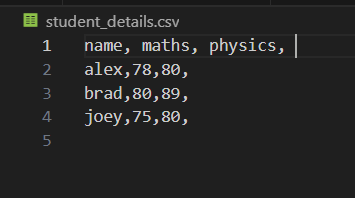 student_details.csv
1 name, maths, physics,
2 alex,78,80,
3 brad,80,89,
4 joey,75,80,
5